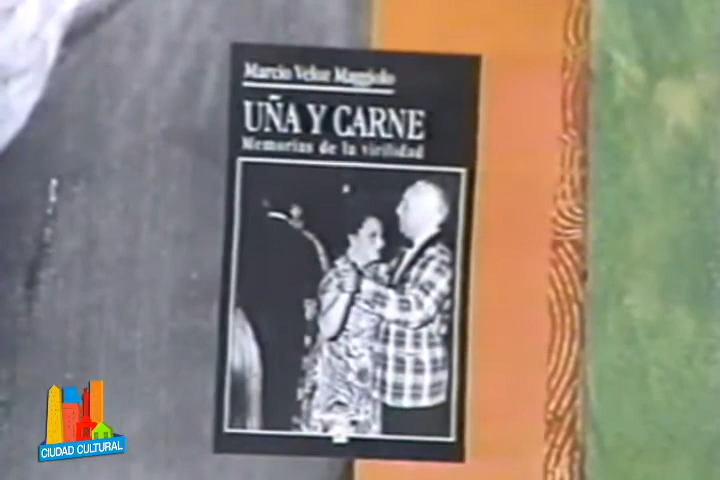 Marcio Veloz Maggiolo
UÑA Y CARNE
Memorias de la virilidad
CIUDAD CULTURAL